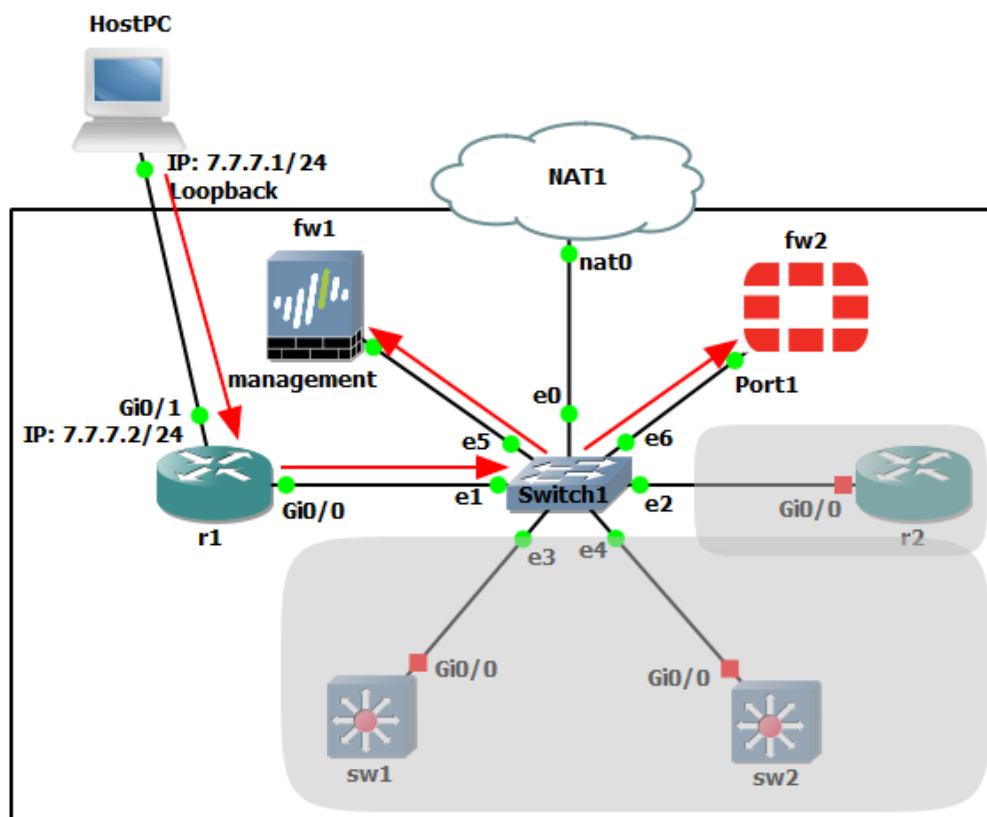 HostPC
IP: 7.7.7.1/24
Loopback
NAT1
fw1
fw2
nat0
management
Port1
Gi0/1
e0
IP: 7.7.7.2/24
e5
e6
e1
Switch1
e2
Gi0/0
Gi0/0
r1
r2
e3
e4
Gi0/0
Gi0/0
sw1
sw2